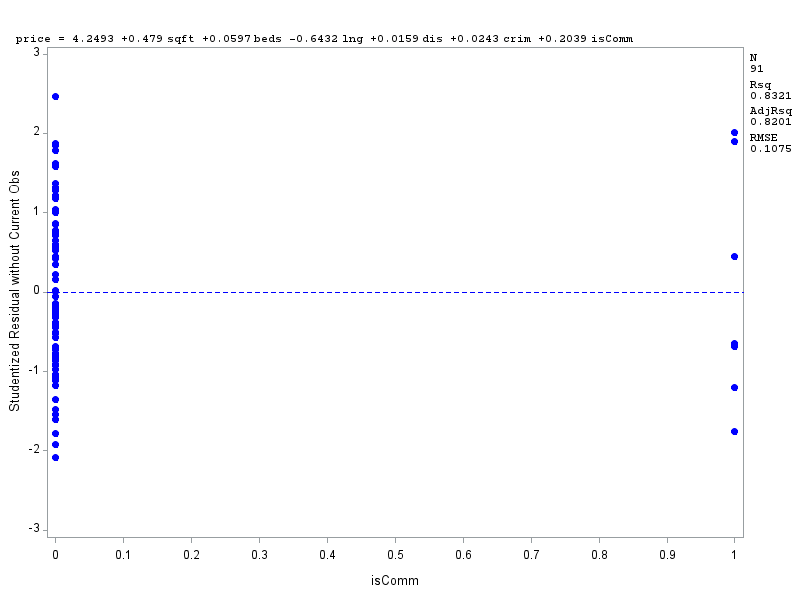 price = 4.2493 +0.479 sqft +0.0597 beds -0.6432 lng +0.0159 dis +0.0243 crim +0.2039 isComm
N
91
Rsq
0.8321
AdjRsq
0.8201
RMSE
0.1075
3
2
1
0
-1
-2
-3
Studentized Residual without Current Obs
0 0.1 0.2 0.3 0.4 0.5 0.6 0.7 0.8 0.9 1
isComm